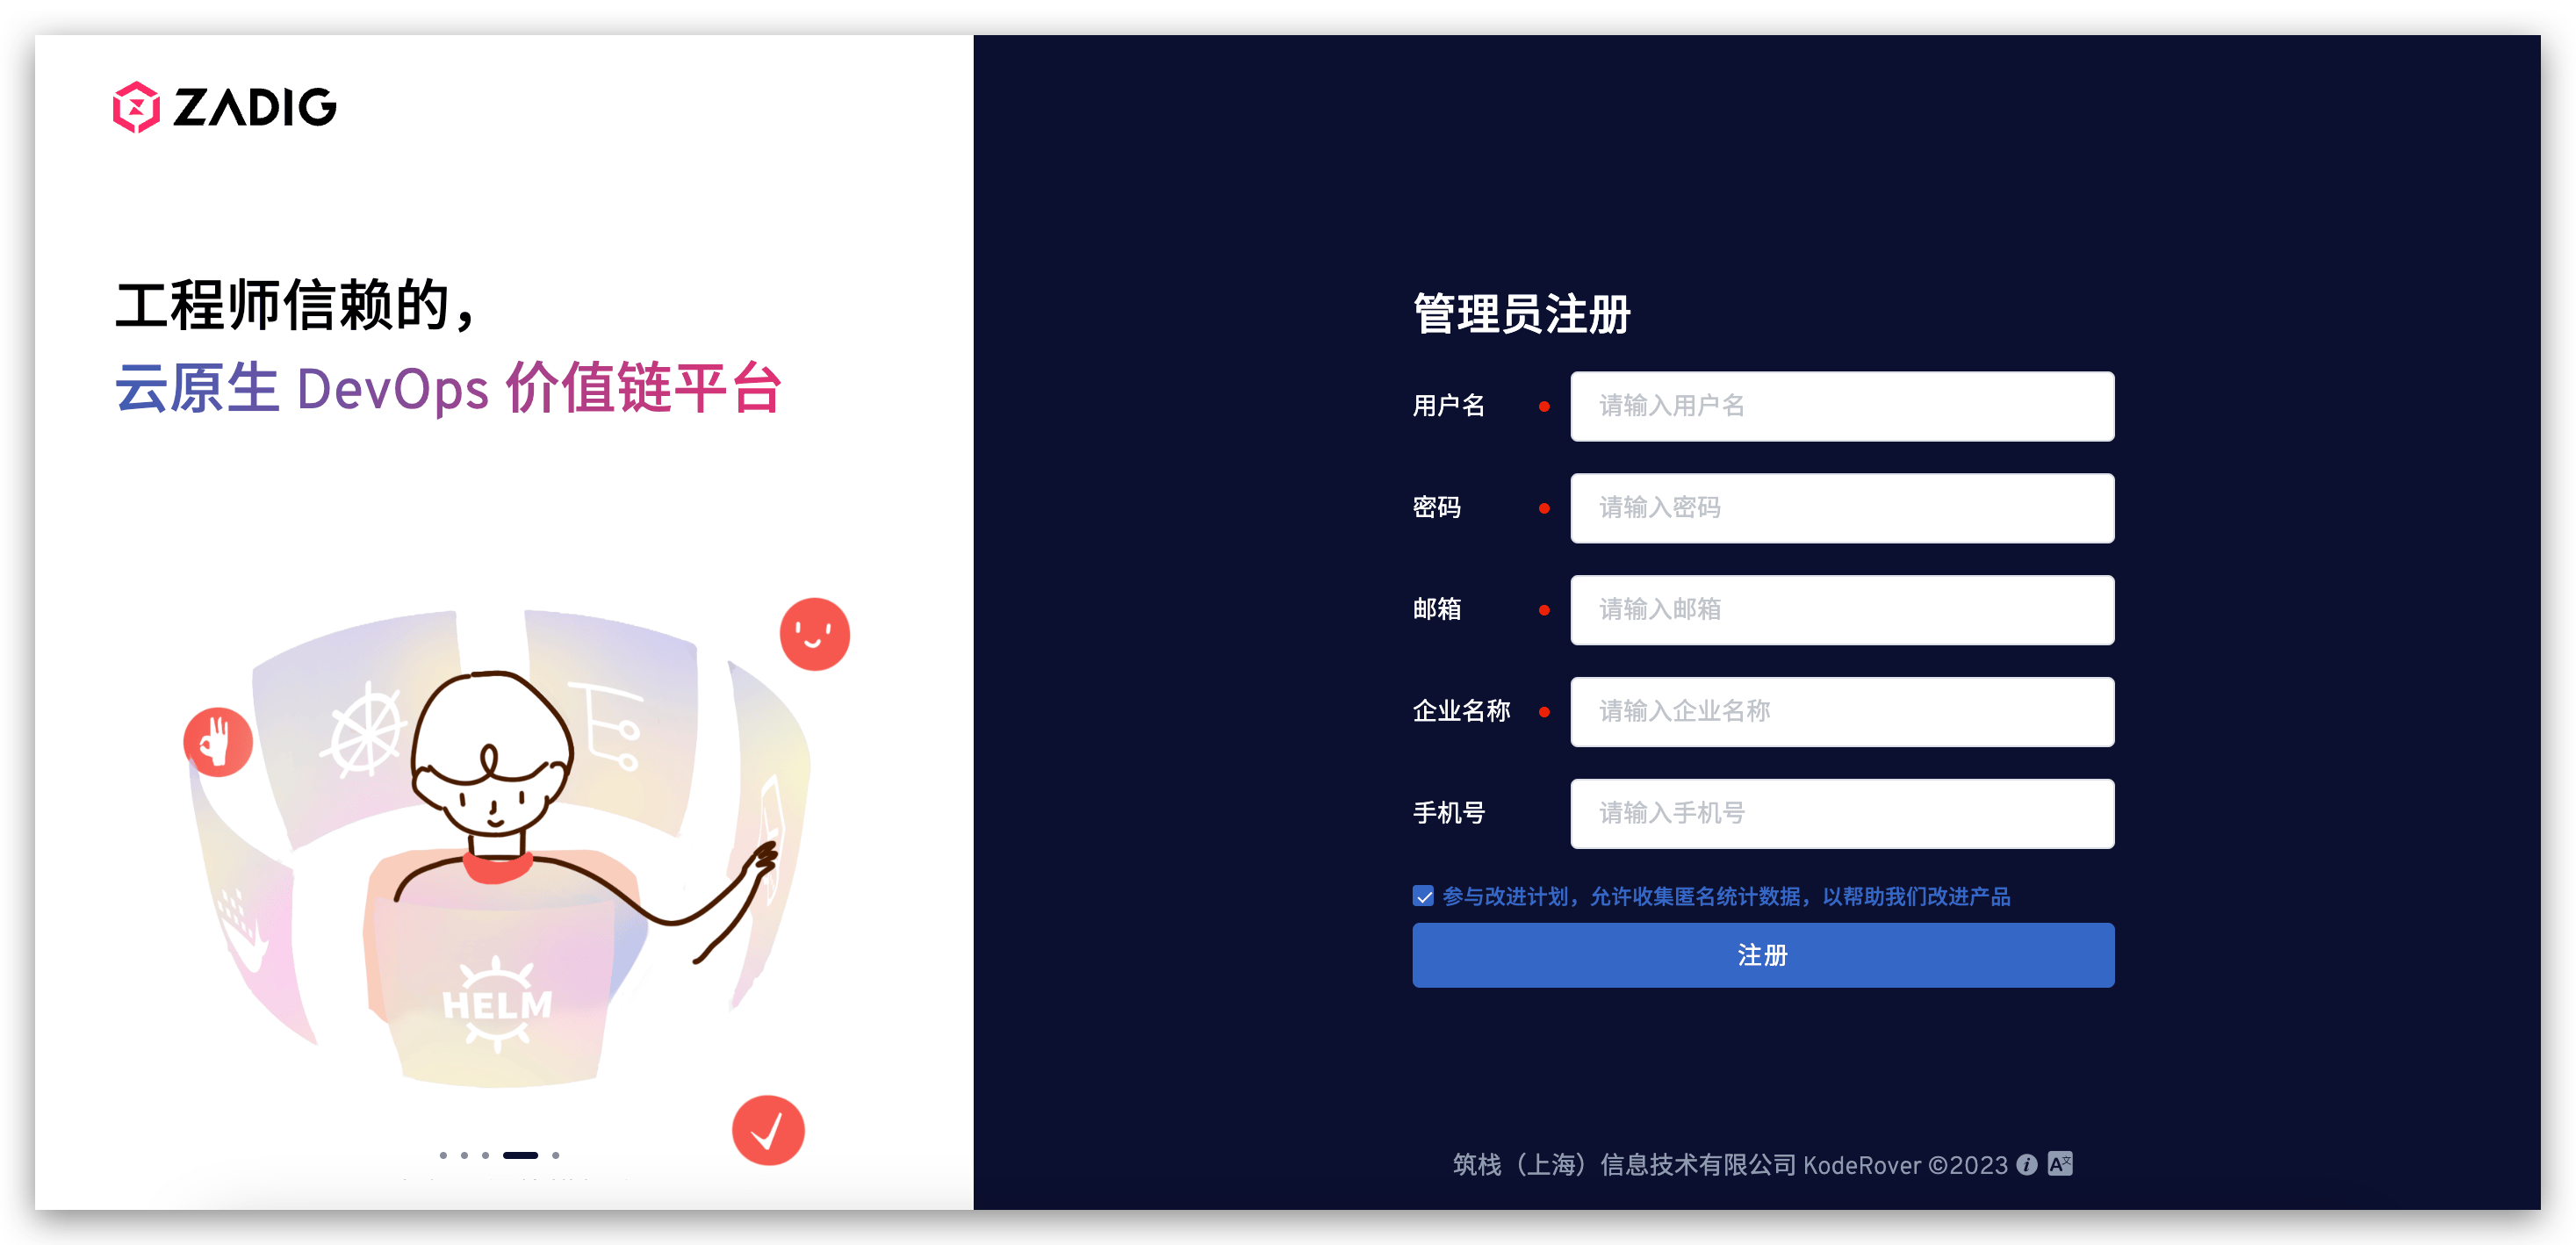 ZADIG
工程师信赖的，
云原生 DevOps 价值链平台
HELM
管理员注册
用户名
请输入用户名
密码
请输入密码
邮箱
请输入邮箱
企业名称
请输入企业名称
手机号
请输入手机号
参与改进计划，允许收集匿名统计数据，以帮助我们改进产品
注册
筑栈（上海）信息技术有限公司 KodeRover ©2023